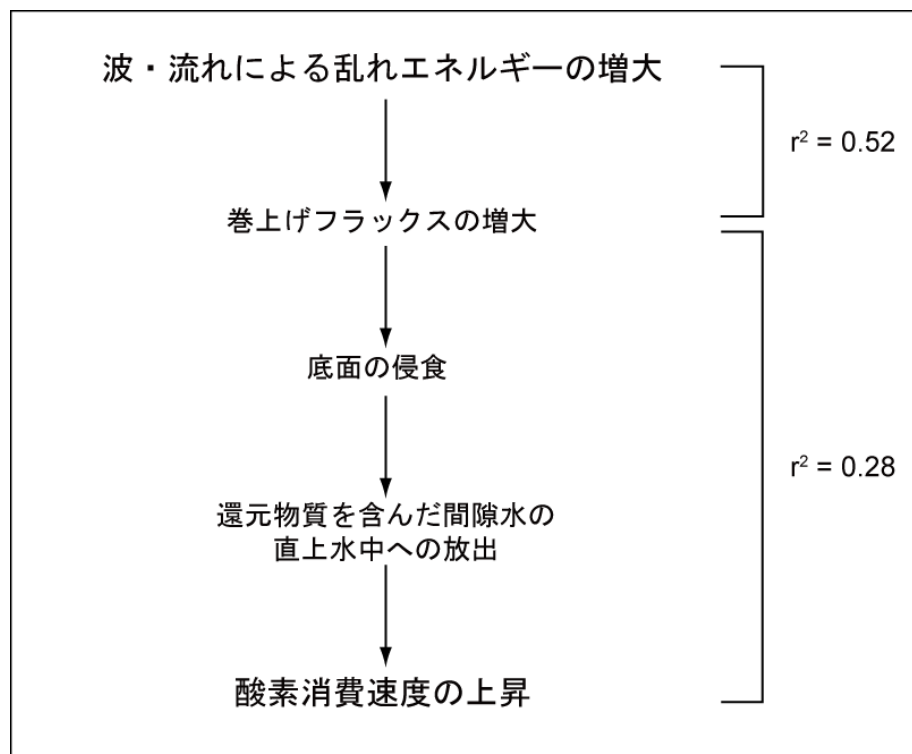 波・流れによる乱れエネルギーの増大
r² = 0.52
巻上げフラックスの増大
底面の侵食
r² = 0.28
還元物質を含んだ間隙水の
直上水中への放出
酸素消費速度の上昇